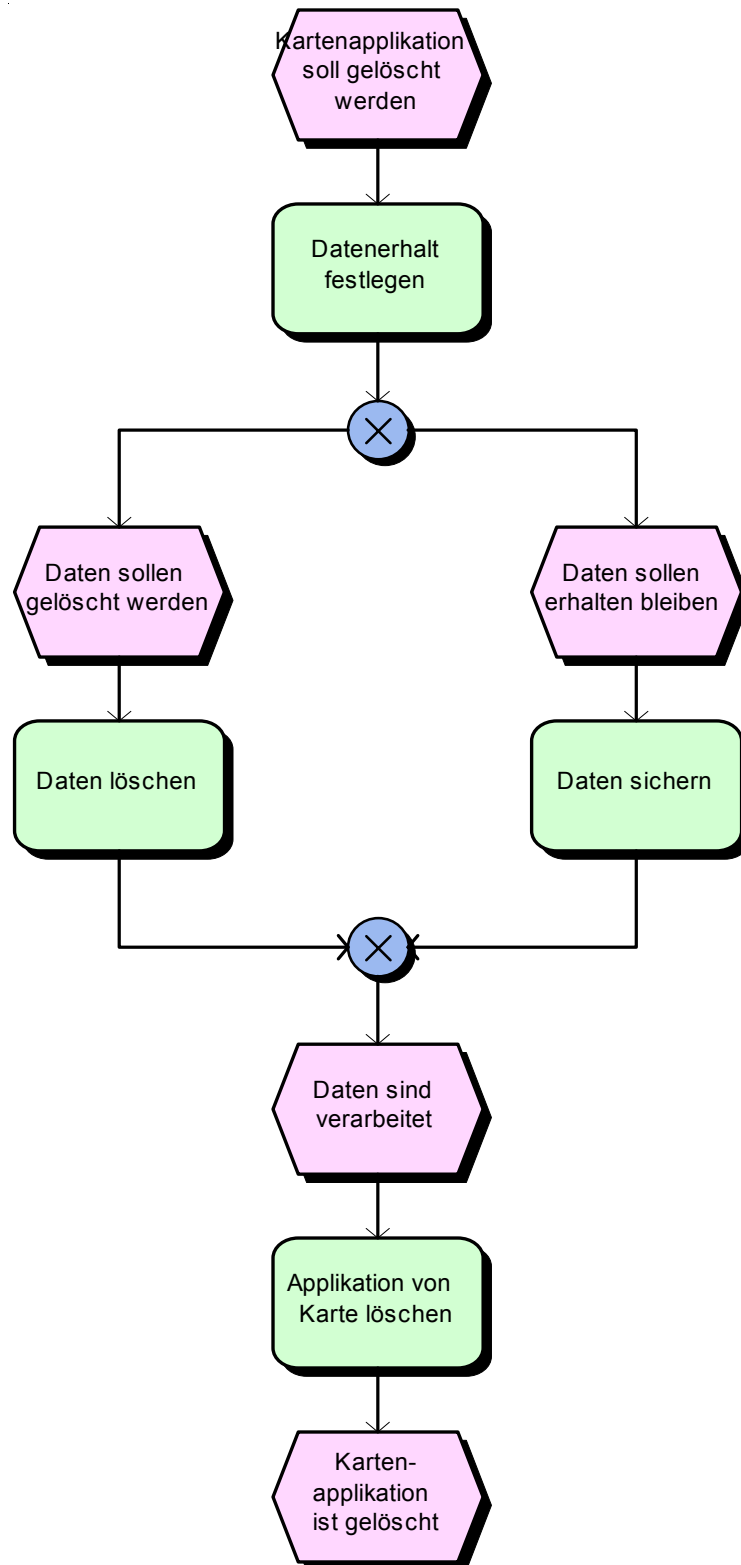 Kartenapplikation
soll gelöscht
werden
Datenerhalt
festlegen
Daten sollen
gelöscht werden
Daten sollen
erhalten bleiben
Daten löschen
Daten sichern
Daten sind
verarbeitet
Applikation von
Karte löschen
Karten-
applikation
ist gelöscht